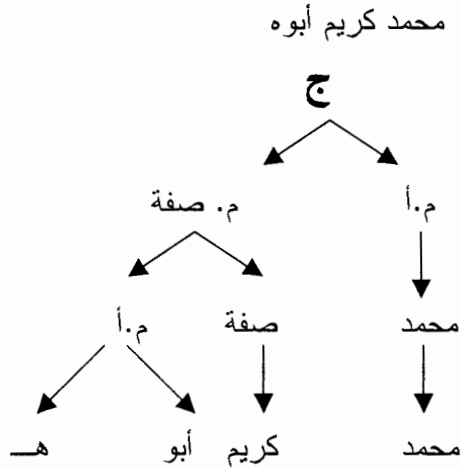 محمد كريم أبوه
ج
م.أ م. صفة
محمد صفة م.أ
محمد كريم أبو هـ